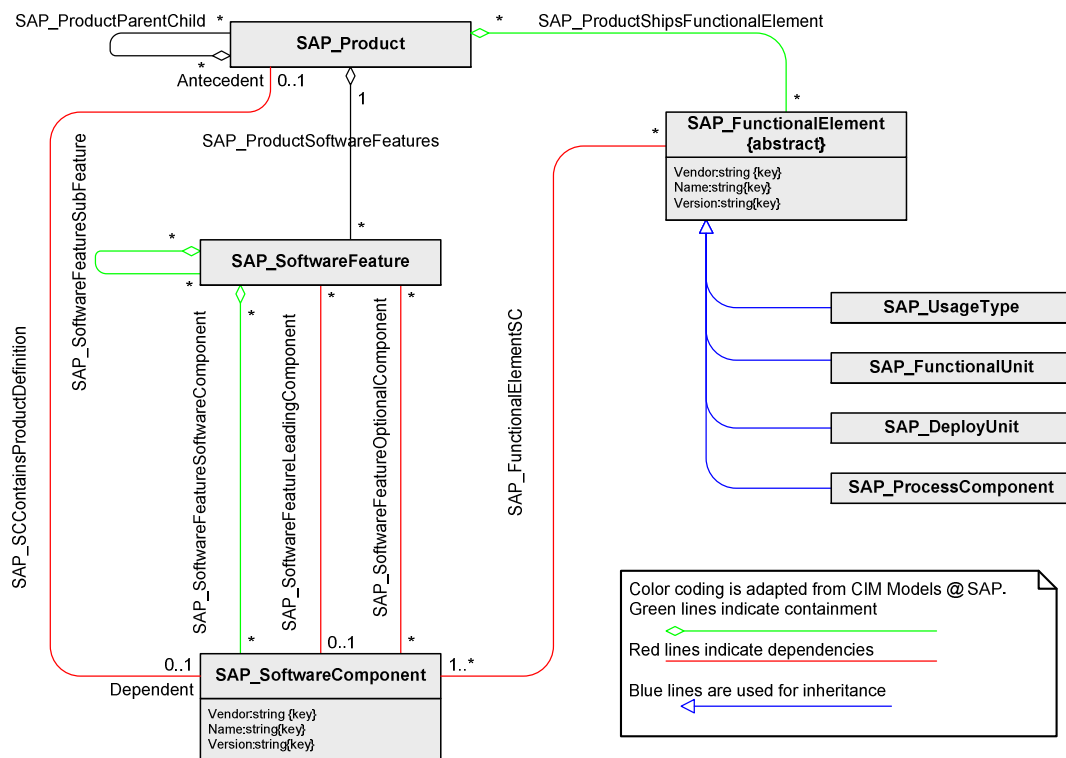 SAP_ProductParentChild
*
SAP_Product
*
SAP_ProductShipsFunctionalElement
*
Antecedent
0..1
1
*
SAP_ProductSoftwareFeatures
*
SAP_FunctionalElement
{abstract}
Vendor:string {key}
Name:string{key}
Version:string{key}
SAP_SoftwareFeatureSubFeature
*
*
SAP_SoftwareFeature
*
*
*
*
SAP_UsageType
SAP_FunctionalUnit
SAP_DeployUnit
SAP_ProcessComponent
SAP_SCContainsProductDefinition
SAP_SoftwareFeatureSoftwareComponent
SAP_SoftwareFeatureLeadingComponent
SAP_SoftwareFeatureOptionalComponent
SAP_FunctionalElementSC
*
0..1
*
0..1
Dependent
SAP_SoftwareComponent
1..*
Vendor:string {key}
Name:string{key}
Version:string{key}
Color coding is adapted from CIM Models @ SAP.
Green lines indicate containment
Red lines indicate dependencies
Blue lines are used for inheritance